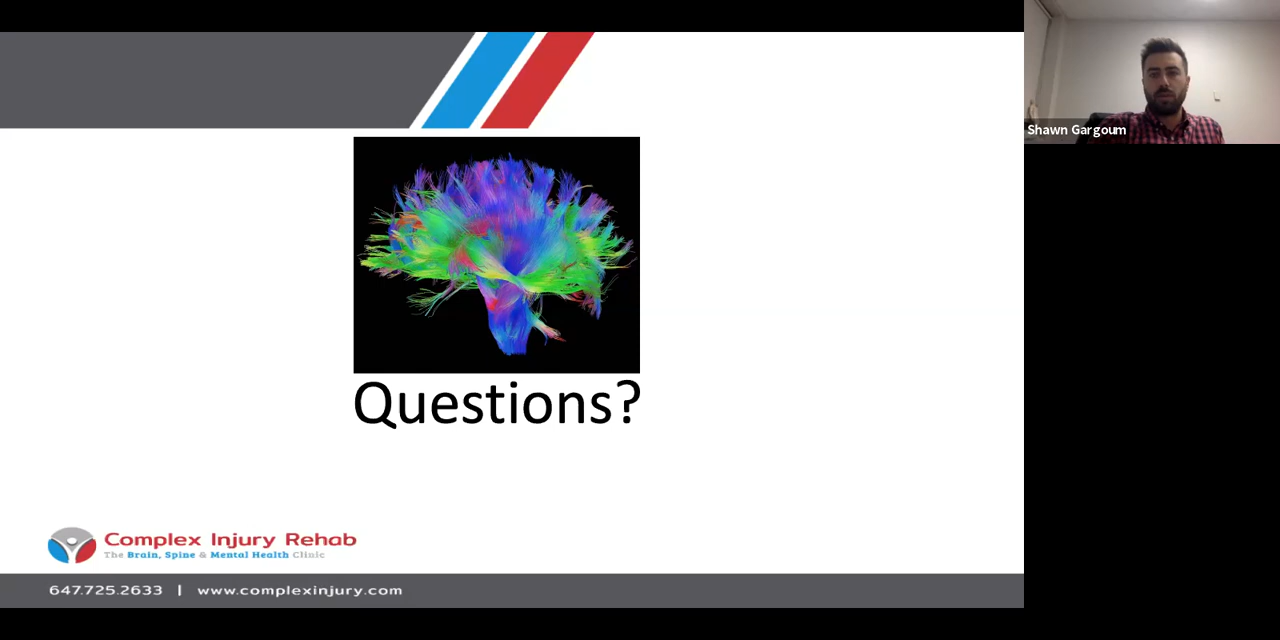 Shawn Gargoum
Questions?
Complex Injury Rehab
The Brain, Spine & Mental Health Clinic
647.725.2633 | www.complexinjury.com